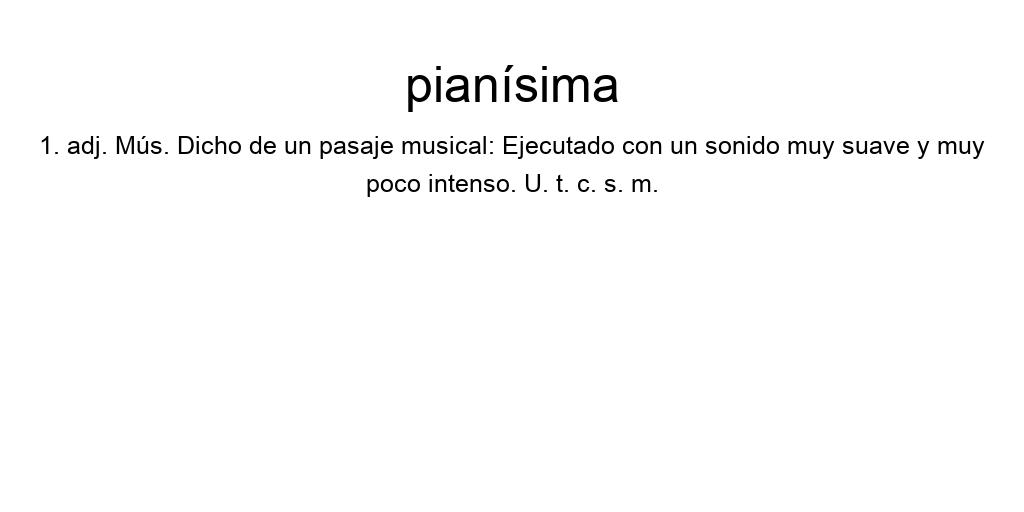 pianísima
1. adj. Mús. Dicho de un pasaje musical: Ejecutado con un sonido muy suave y muy
poco intenso. U. t. c. s. m.